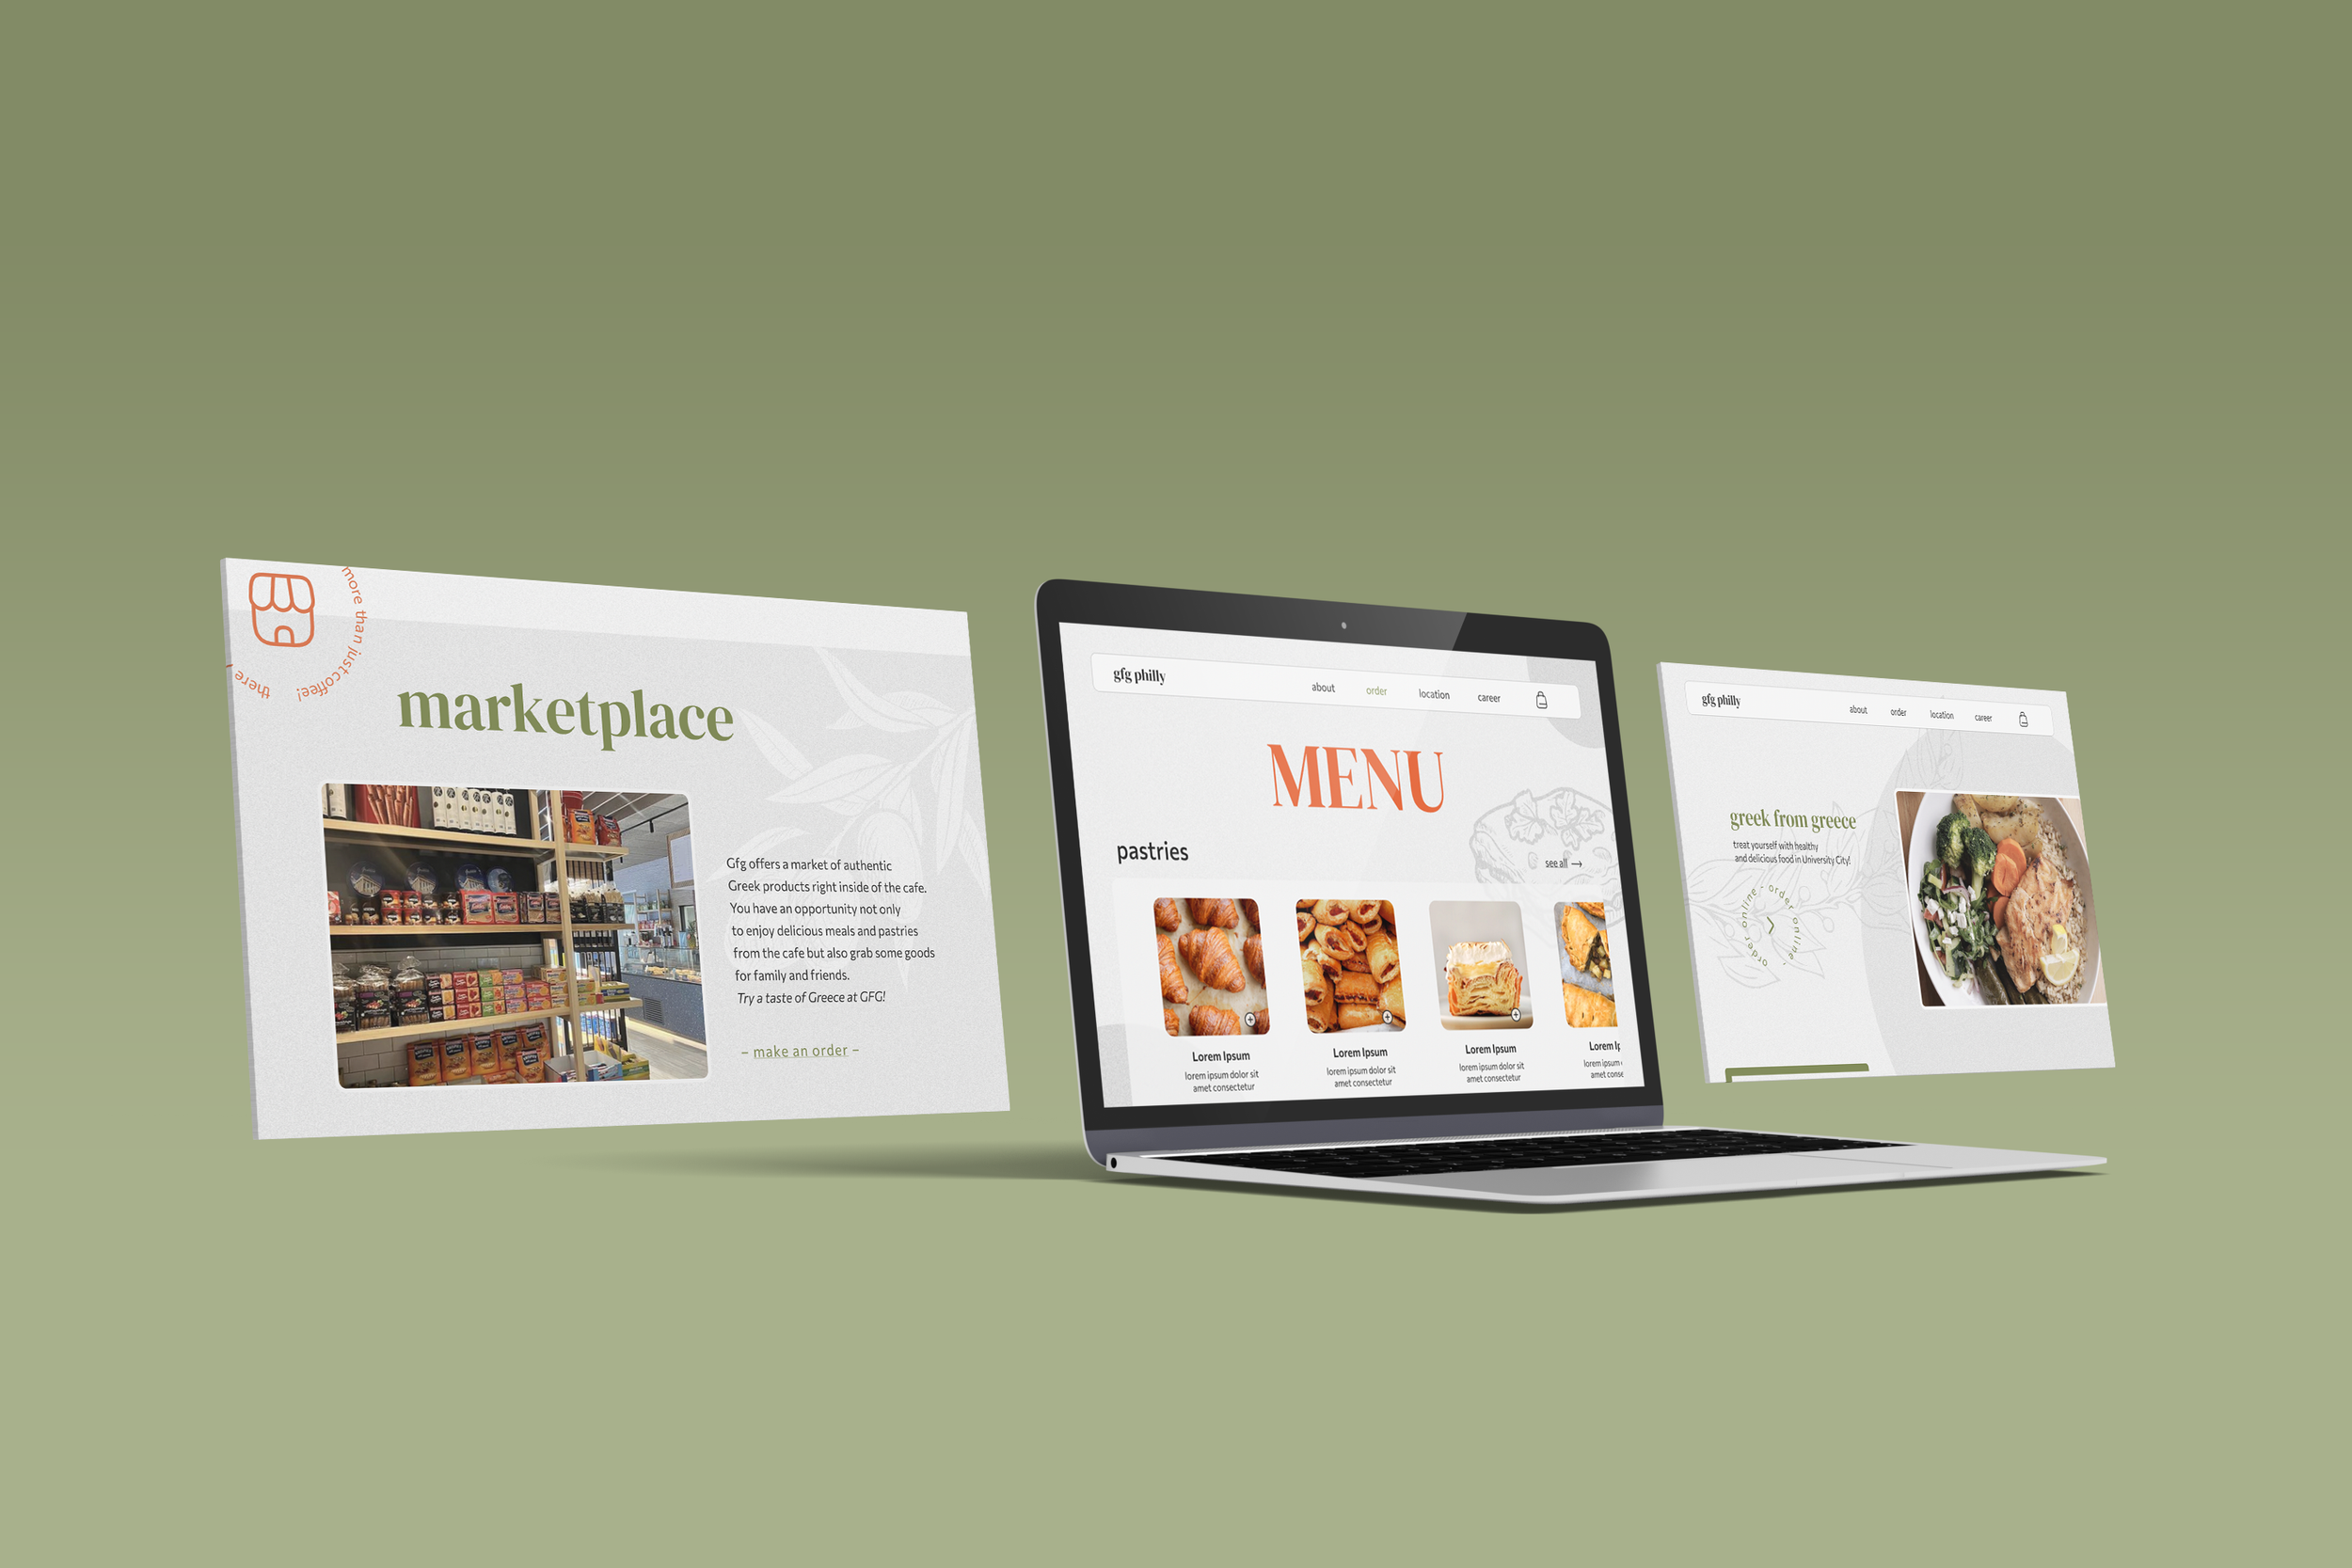 more than just coffee!
there
marketplace
Gfg offers a market of authentic
Greek products right inside of the cafe.
You have an opportunity not only
to enjoy delicious meals and pastries
from the cafe but also grab some goods
for family and friends.
Try a taste of Greece at GFG!
– make an order –
gfg philly
about order location career
MENU
pastries
see all →
Lorem Ipsum
lorem ipsum dolor sit
amet consectetur
Lorem Ipsum
lorem ipsum dolor sit
amet consectetur
Lorem Ipsum
lorem ipsum dolor sit
amet consectetur
Lorem Ip
lorem ipsum
amet conse
gfg philly
about order location career
greek from greece
treat yourself with healthy
and delicious food in University City!
order online - order online -